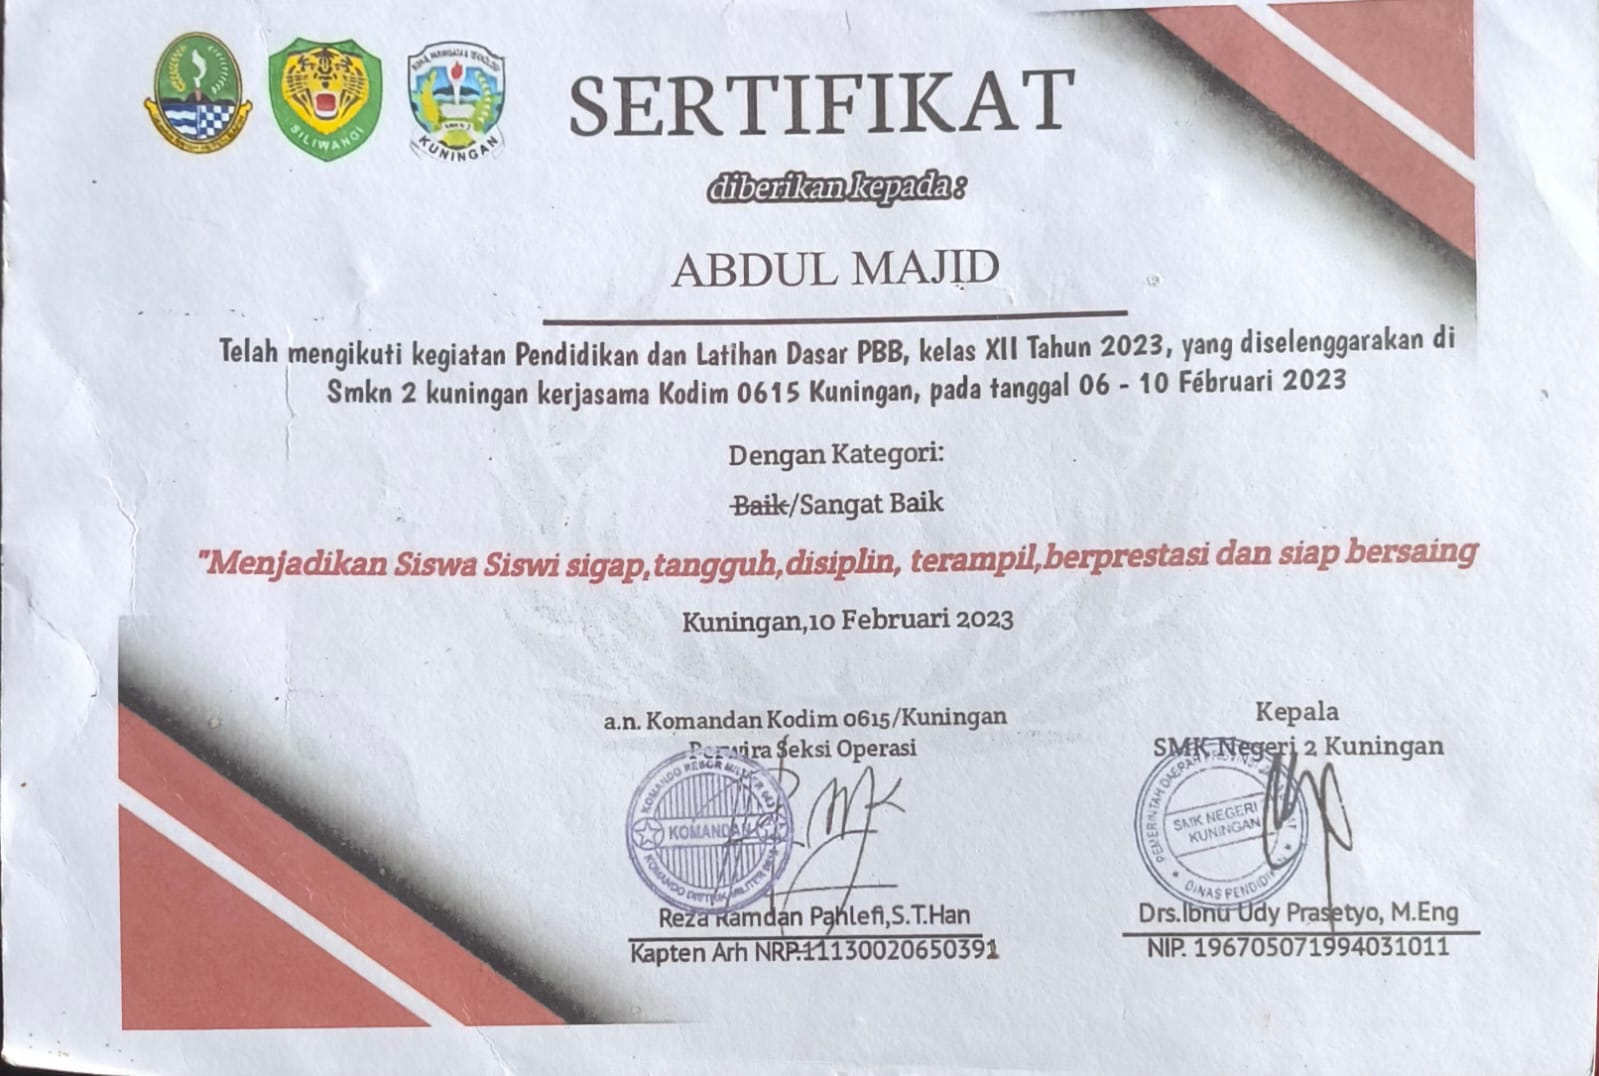 SILIWANGI
KUNINGAN
SERTIFIKAT
diberikan kepada:
ABDUL MAJID
Telah mengikuti kegiatan Pendidikan dan Latihan Dasar PBB, kelas XII Tahun 2023, yang diselenggarakan di
Smkn 2 kuningan kerjasama Kodim 0615 Kuningan, pada tanggal 06 - 10 Fébruari 2023
Dengan Kategori:
Baik/Sangat Baik
"Menjadikan Siswa Siswi sigap,tangguh,disiplin, terampil,berprestasi dan siap bersaing
Kuningan,10 Februari 2023
a.n. Komandan Kodim 0615/Kuningan
Perwira Seksi Operasi
KOMANDAN
Reza Ramdan Pahlefi,S.T.Han
Kapten Arh NRP.11130020650391
Kepala
SMK Negeri 2 Kuningan
PEMERINTAH DAERAH PROVINSI
SMK NEGERI
KUNINGAN
DINAS PENDIDIKAN
Drs.Ibnu Udy Prasetyo, M.Eng
NIP. 196705071994031011